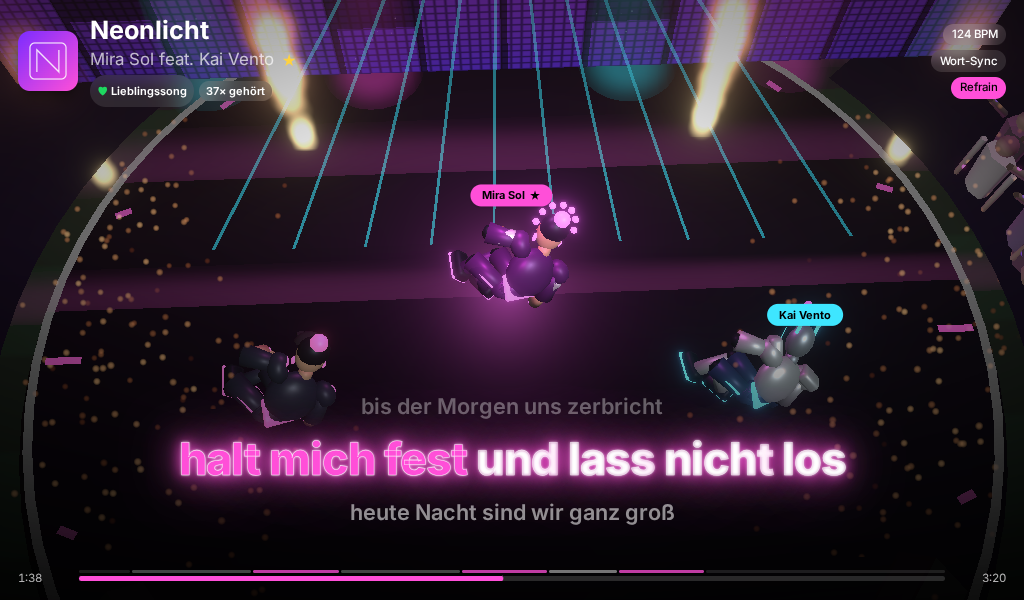 Neonlicht
Mira Sol feat. Kai Vento ★
Lieblingssong
37× gehört
124 BPM
Wort-Sync
Refrain
Mira Sol ★
Kai Vento
bis der Morgen uns zerbricht
halt mich fest und lass nicht los
heute Nacht sind wir ganz groß
1:38
3:20